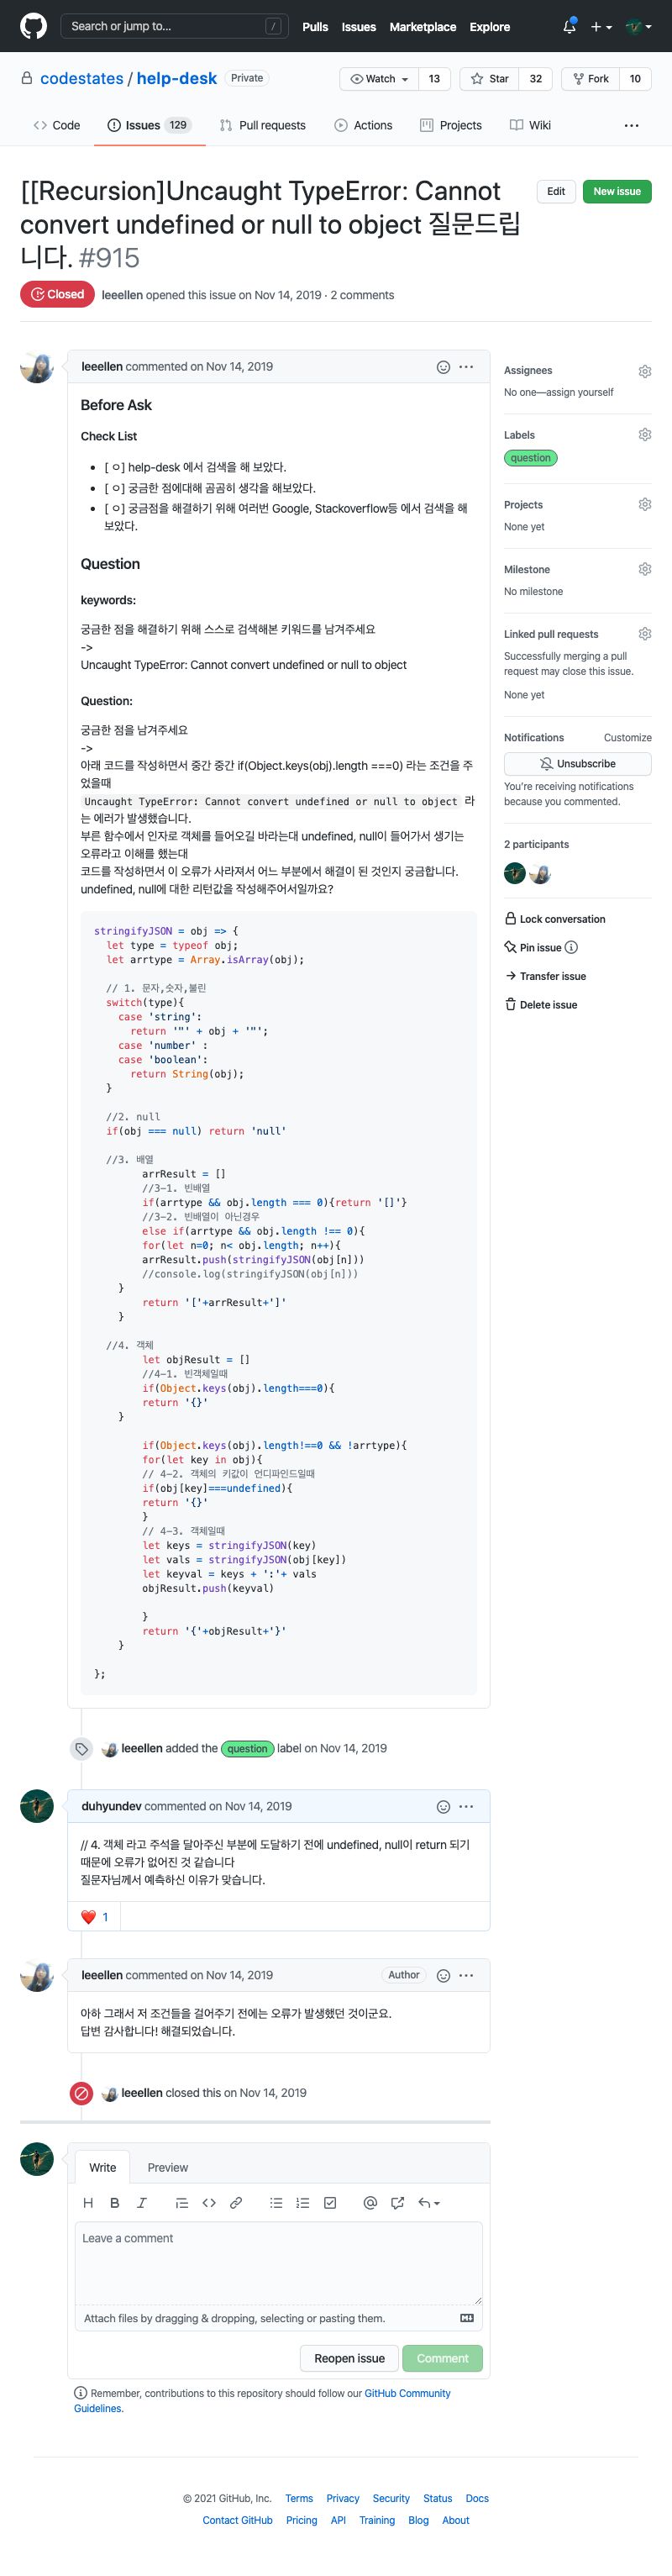 Search or jump to... /
Pulls Issues Marketplace Explore
codestates / help-desk Private
Watch 13 Star 32 Fork 10
Code Issues 129 Pull requests Actions Projects Wiki ...
[[Recursion]Uncaught TypeError: Cannot
convert undefined or null to object 질문드립
니다. #915
Edit New issue
Closed leeellen opened this issue on Nov 14, 2019 · 2 comments
leeellen commented on Nov 14, 2019
Before Ask
Check List
• [ ㅇ] help-desk 에서 검색을 해 보았다.
• [ ㅇ] 궁금한 점에대해 곰곰히 생각을 해보았다.
• [ ㅇ] 궁금점을 해결하기 위해 여러번 Google, Stackoverflow등 에서 검색을 해
보았다.
Question
keywords:
궁금한 점을 해결하기 위해 스스로 검색해본 키워드를 남겨주세요
->
Uncaught TypeError: Cannot convert undefined or null to object
Question:
궁금한 점을 남겨주세요
->
아래 코드를 작성하면서 중간 중간 if(Object.keys(obj).length ===0) 라는 조건을 주
었을때
Uncaught TypeError: Cannot convert undefined or null to object 라
는 에러가 발생했습니다.
부른 함수에서 인자로 객체를 들어오길 바라는대 undefined, null이 들어가서 생기는
오류라고 이해를 했는대
코드를 작성하면서 이 오류가 사라져서 어느 부분에서 해결이 된 것인지 궁금합니다.
undefined, null에 대한 리턴값을 작성해주어서일까요?
stringifyJSON = obj => {
let type = typeof obj;
let arrtype = Array.isArray(obj);
// 1. 문자,숫자,불린
switch(type){
case 'string':
return '"' + obj + '"';
case 'number' :
case 'boolean':
return String(obj);
}
//2. null
if(obj === null) return 'null'
//3. 배열
arrResult = []
//3-1. 빈배열
if(arrtype && obj.length === 0){return '[]'}
//3-2. 빈배열이 아닌경우
else if(arrtype && obj.length !== 0){
for(let n=0; n< obj.length; n++){
arrResult.push(stringifyJSON(obj[n]))
//console.log(stringifyJSON(obj[n]))
}
return '['+arrResult+']'
}
//4. 객체
let objResult = []
//4-1. 빈객체일때
if(Object.keys(obj).length===0){
return '{}'
}
if(Object.keys(obj).length!==0 && !arrtype){
for(let key in obj){
// 4-2. 객체의 키값이 언디파인드일때
if(obj[key]===undefined){
return '{}'
}
// 4-3. 객체일때
let keys = stringifyJSON(key)
let vals = stringifyJSON(obj[key])
let keyval = keys + ':'+ vals
objResult.push(keyval)
}
return '{'+objResult+'}'
}
};
Assignees
No one—assign yourself
Labels
question
Projects
None yet
Milestone
No milestone
Linked pull requests
Successfully merging a pull
request may close this issue.
None yet
Notifications Customize
Unsubscribe
You're receiving notifications
because you commented.
2 participants
Lock conversation
Pin issue
Transfer issue
Delete issue
leeellen added the question label on Nov 14, 2019
duhyundev commented on Nov 14, 2019
// 4. 객체 라고 주석을 달아주신 부분에 도달하기 전에 undefined, null이 return 되기
때문에 오류가 없어진 것 같습니다
질문자님께서 예측하신 이유가 맞습니다.
❤️ 1
leeellen commented on Nov 14, 2019 Author
아하 그래서 저 조건들을 걸어주기 전에는 오류가 발생했던 것이군요.
답변 감사합니다! 해결되었습니다.
leeellen closed this on Nov 14, 2019
Write Preview
H B I
Leave a comment
Attach files by dragging & dropping, selecting or pasting them.
Reopen issue Comment
Remember, contributions to this repository should follow our GitHub Community
Guidelines.
© 2021 GitHub, Inc. Terms Privacy Security Status Docs
Contact GitHub Pricing API Training Blog About